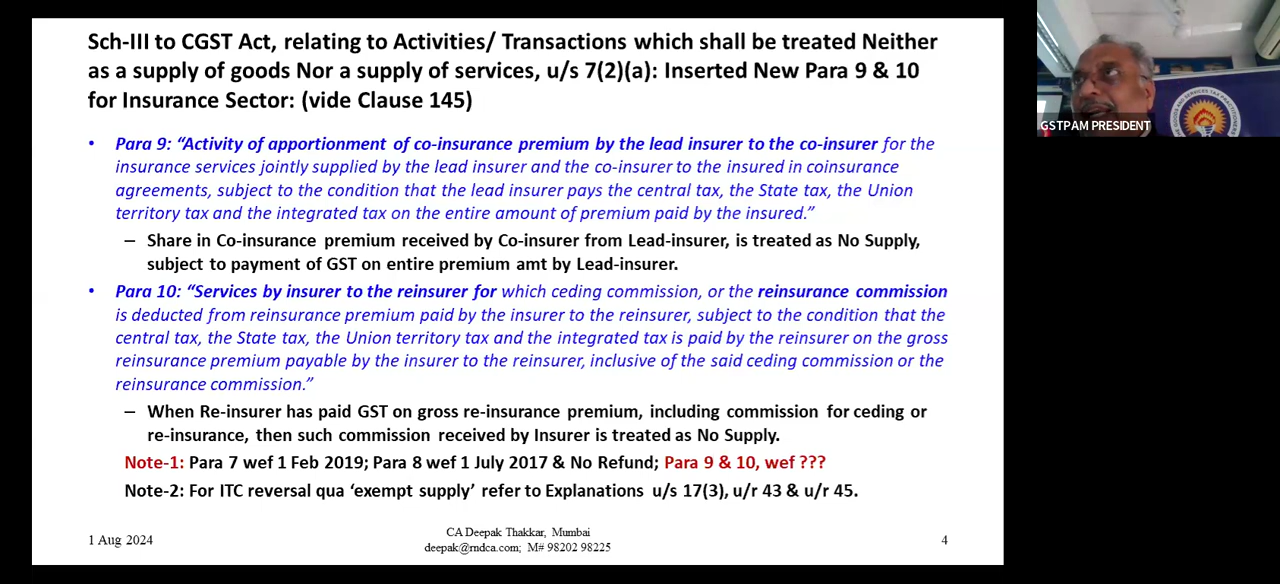 Sch-III to CGST Act, relating to Activities/ Transactions which shall be treated Neither
as a supply of goods Nor a supply of services, u/s 7(2)(a): Inserted New Para 9 & 10
for Insurance Sector: (vide Clause 145)
• Para 9: “Activity of apportionment of co-insurance premium by the lead insurer to the co-insurer for the
insurance services jointly supplied by the lead insurer and the co-insurer to the insured in coinsurance
agreements, subject to the condition that the lead insurer pays the central tax, the State tax, the Union
territory tax and the integrated tax on the entire amount of premium paid by the insured.”
– Share in Co-insurance premium received by Co-insurer from Lead-insurer, is treated as No Supply,
subject to payment of GST on entire premium amt by Lead-insurer.
• Para 10: “Services by insurer to the reinsurer for which ceding commission, or the reinsurance commission
is deducted from reinsurance premium paid by the insurer to the reinsurer, subject to the condition that the
central tax, the State tax, the Union territory tax and the integrated tax is paid by the reinsurer on the gross
reinsurance premium payable by the insurer to the reinsurer, inclusive of the said ceding commission or the
reinsurance commission.”
– When Re-insurer has paid GST on gross re-insurance premium, including commission for ceding or
re-insurance, then such commission received by Insurer is treated as No Supply.
Note-1: Para 7 wef 1 Feb 2019; Para 8 wef 1 July 2017 & No Refund; Para 9 & 10, wef ???
Note-2: For ITC reversal qua ‘exempt supply’ refer to Explanations u/s 17(3), u/r 43 & u/r 45.
1 Aug 2024
CA Deepak Thakkar, Mumbai
deepak@rndca.com; M# 98202 98225
4
GSTPAM PRESIDENT